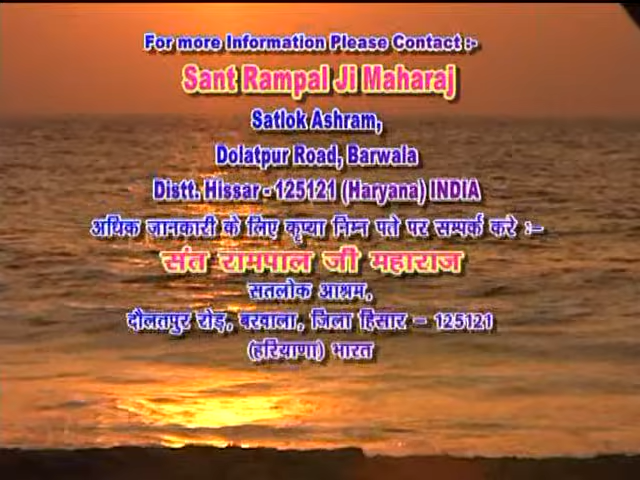 For more Information Please Contact :-
Sant Rampal Ji Maharaj
Satlok Ashram,
Dolatpur Road, Barwala
Distt. Hissar - 125121 (Haryana) INDIA
अधिक जानकारी के लिए कृप्या निम्न पते पर सम्पर्क करे :-
संत रामपाल जी महाराज
सतलोक आश्रम,
दौलतपुर रोड़, बरवाला, जिला हिसार - 125121
(हरियाणा) भारत